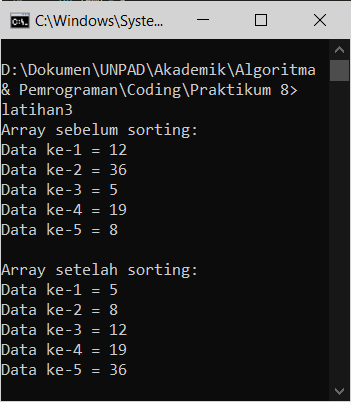 C:\Windows\Syste...
D:\Dokumen\UNPAD\Akademik\Algoritma
& Pemrograman\Coding\Praktikum 8>
latihan3
Array sebelum sorting:
Data ke-1 = 12
Data ke-2 = 36
Data ke-3 = 5
Data ke-4 = 19
Data ke-5 = 8
Array setelah sorting:
Data ke-1 = 5
Data ke-2 = 8
Data ke-3 = 12
Data ke-4 = 19
Data ke-5 = 36